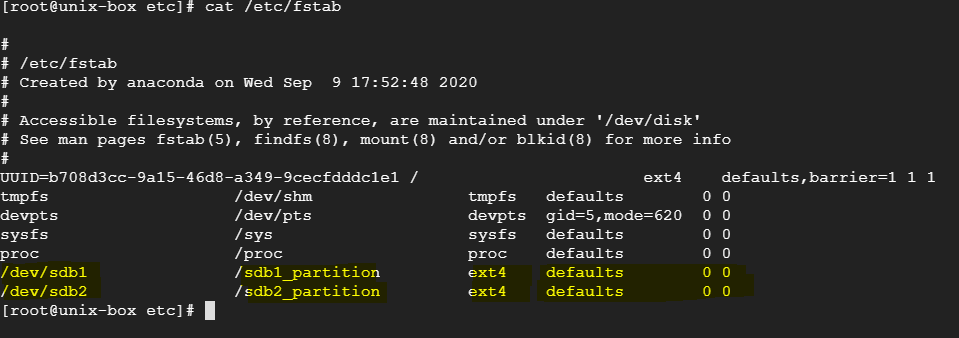 [root@unix-box etc]# cat /etc/fstab
#
# /etc/fstab
# Created by anaconda on Wed Sep  9 17:52:48 2020
#
# Accessible filesystems, by reference, are maintained under '/dev/disk'
# See man pages fstab(5), findfs(8), mount(8) and/or blkid(8) for more info
#
UUID=b708d3cc-9a15-46d8-a349-9cecfdddc1e1 /                       ext4    defaults,barrier=1 1 1
tmpfs                   /dev/shm                tmpfs   defaults        0 0
devpts                  /dev/pts                devpts  gid=5,mode=620  0 0
sysfs                   /sys                    sysfs   defaults        0 0
proc                    /proc                   proc    defaults        0 0
/dev/sdb1               /sdb1_partition         ext4    defaults        0 0
/dev/sdb2               /sdb2_partition         ext4    defaults        0 0
[root@unix-box etc]#